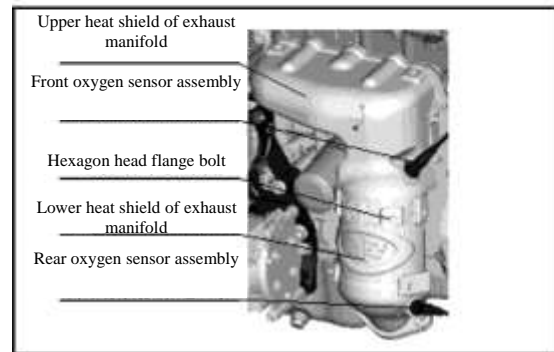 Upper heat shield of exhaust
manifold
Front oxygen sensor assembly
Hexagon head flange bolt
Lower heat shield of exhaust
manifold
Rear oxygen sensor assembly